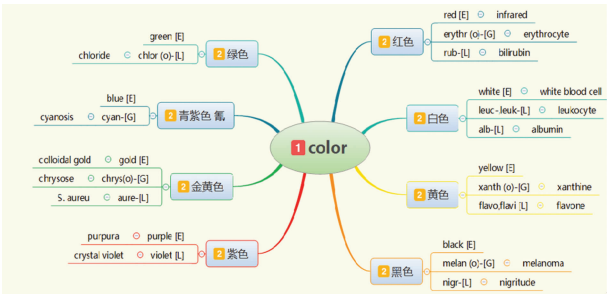 1 color
2 红色
red [E] infrared
erythr (o)-[G] erythrocyte
rub-[L] bilirubin
2 白色
white [E] white blood cell
leuc-,leuk-[L] leukocyte
alb-[L] albumin
2 黄色
yellow [E]
xanth (o)-[G] xanthine
flavo,flavi [L] flavone
2 黑色
black [E]
melan (o)-[G] melanoma
nigr-[L] nigritude
2 绿色
green [E]
chloride chlor (o)-[L]
2 青紫色 氰
blue [E]
cyanosis cyan-[G]
2 金黄色
colloidal gold gold [E]
chrysose chrys(o)-[G]
S. aureu aure-[L]
2 紫色
purpura purple [E]
crystal violet violet [L]